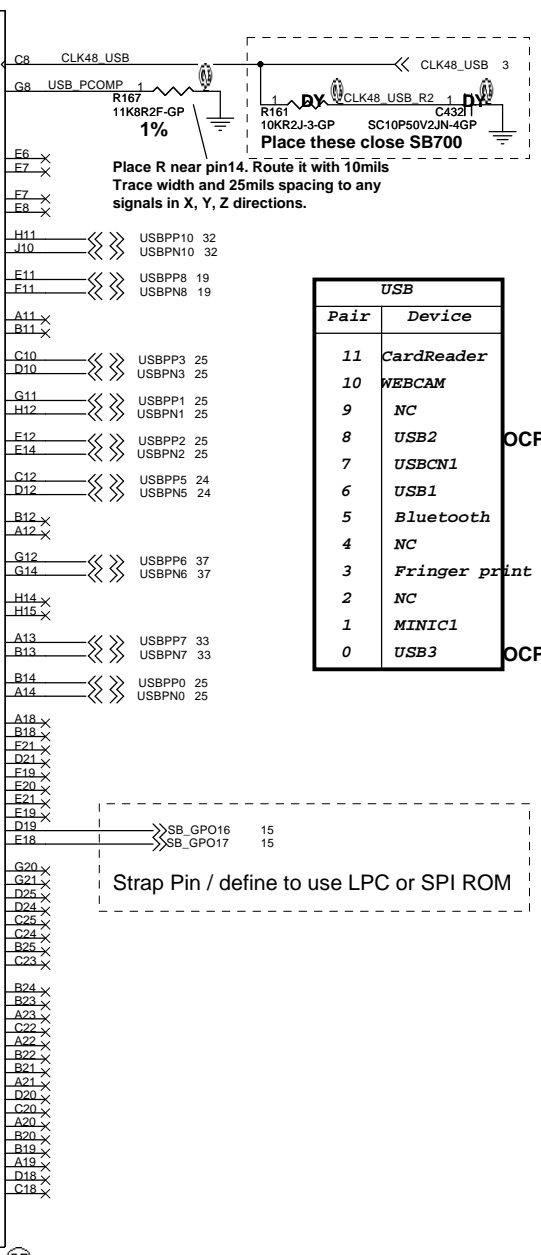 C8 CLK48_USB
CLK48_USB 3
G8 USB_PCOMP 1
R167
11K8R2F-GP
1%
1 DY CLK48_USB_R2 1 DY
R161
10KR2J-3-GP
C432
SC10P50V2JN-4GP
Place these close SB700
Place R near pin14. Route it with 10mils
Trace width and 25mils spacing to any
signals in X, Y, Z directions.
E6
F7
E8
H11 USBPP10 32
J10 USBPN10 32
E11 USBPP8 19
F11 USBPN8 19
A11
B11
C10 USBPP3 25
D10 USBPN3 25
G11 USBPP1 25
H12 USBPN1 25
E12 USBPP2 25
E14 USBPN2 25
C12 USBPP5 24
D12 USBPN5 24
B12
A12
G12 USBPP6 37
G14 USBPN6 37
H14
H15
A13 USBPP7 33
B13 USBPN7 33
B14 USBPP0 25
A14 USBPN0 25
USB
Pair Device
11 CardReader
10 WEBCAM
9 NC
8 USB2 OCP
7 USBCN1
6 USB1
5 Bluetooth
4 NC
3 Fringer print
2 NC
1 MINIC1
0 USB3 OCP
A18
B18
F21
D21
F19
E20
E21
E19
D19 SB_GPO16 15
E18 SB_GPO17 15
Strap Pin / define to use LPC or SPI ROM
G20
G21
D25
D24
C25
C24
B25
C23
B24
B23
A23
C22
A22
B22
B21
A21
D20
C20
A20
B20
B19
A19
D18
C18